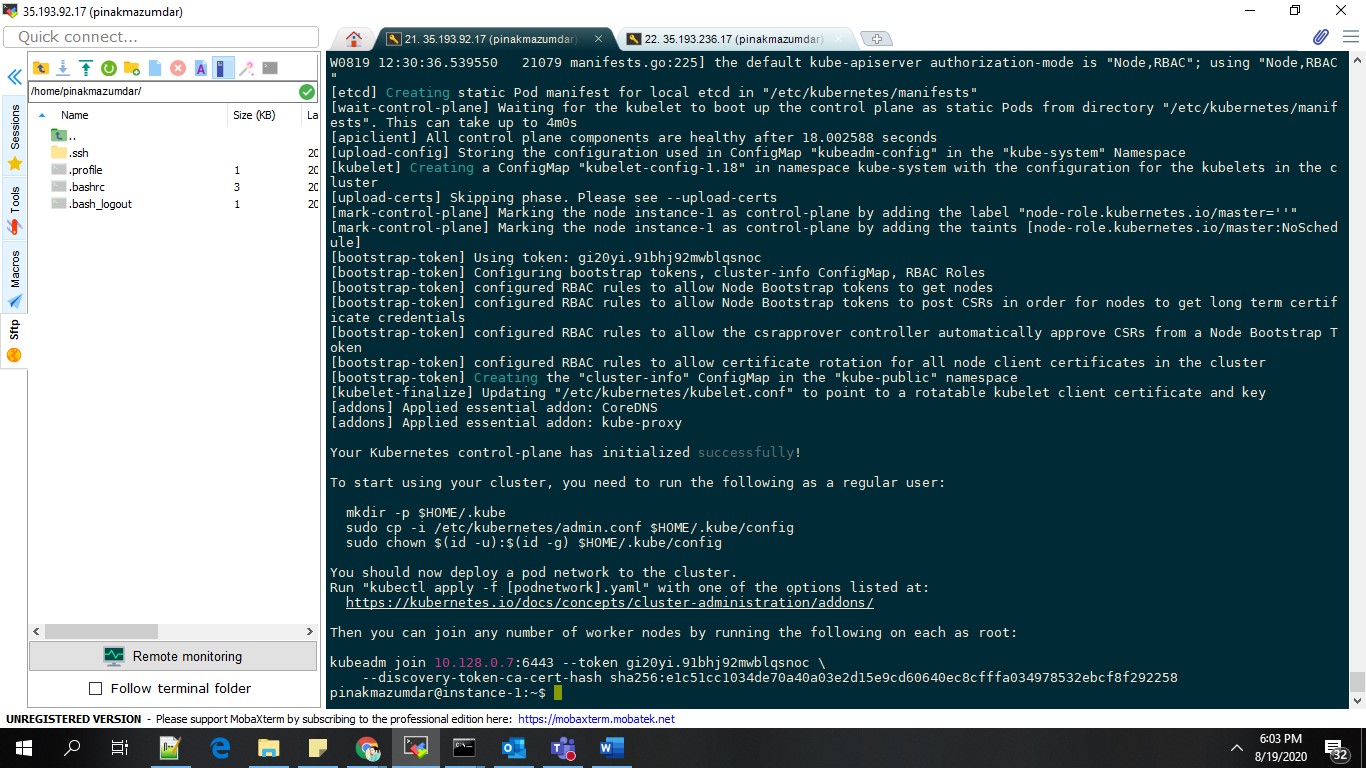 35.193.92.17 (pinakmazumdar)
Quick connect...
21. 35.193.92.17 (pinakmazumdar)
22. 35.193.236.17 (pinakmazumdar)
/home/pinakmazumdar/
Name Size (KB) La
..
.ssh 20
.profile 1 20
.bashrc 3 20
.bash_logout 1 20
Sessions
Tools
Macros
Sftp
W0819 12:30:36.539550   21079 manifests.go:225] the default kube-apiserver authorization-mode is "Node,RBAC"; using "Node,RBAC
"
[etcd] Creating static Pod manifest for local etcd in "/etc/kubernetes/manifests"
[wait-control-plane] Waiting for the kubelet to boot up the control plane as static Pods from directory "/etc/kubernetes/manif
ests". This can take up to 4m0s
[apiclient] All control plane components are healthy after 18.002588 seconds
[upload-config] Storing the configuration used in ConfigMap "kubeadm-config" in the "kube-system" Namespace
[kubelet] Creating a ConfigMap "kubelet-config-1.18" in namespace kube-system with the configuration for the kubelets in the c
luster
[upload-certs] Skipping phase. Please see --upload-certs
[mark-control-plane] Marking the node instance-1 as control-plane by adding the label "node-role.kubernetes.io/master=''"
[mark-control-plane] Marking the node instance-1 as control-plane by adding the taints [node-role.kubernetes.io/master:NoSched
ule]
[bootstrap-token] Using token: gi20yi.91bhj92mwblqsnoc
[bootstrap-token] Configuring bootstrap tokens, cluster-info ConfigMap, RBAC Roles
[bootstrap-token] configured RBAC rules to allow Node Bootstrap tokens to get nodes
[bootstrap-token] configured RBAC rules to allow Node Bootstrap tokens to post CSRs in order for nodes to get long term certif
icate credentials
[bootstrap-token] configured RBAC rules to allow the csrapprover controller automatically approve CSRs from a Node Bootstrap T
oken
[bootstrap-token] configured RBAC rules to allow certificate rotation for all node client certificates in the cluster
[bootstrap-token] Creating the "cluster-info" ConfigMap in the "kube-public" namespace
[kubelet-finalize] Updating "/etc/kubernetes/kubelet.conf" to point to a rotatable kubelet client certificate and key
[addons] Applied essential addon: CoreDNS
[addons] Applied essential addon: kube-proxy
Your Kubernetes control-plane has initialized successfully!
To start using your cluster, you need to run the following as a regular user:
mkdir -p $HOME/.kube
sudo cp -i /etc/kubernetes/admin.conf $HOME/.kube/config
sudo chown $(id -u):$(id -g) $HOME/.kube/config
You should now deploy a pod network to the cluster.
Run "kubectl apply -f [podnetwork].yaml" with one of the options listed at:
https://kubernetes.io/docs/concepts/cluster-administration/addons/
Then you can join any number of worker nodes by running the following on each as root:
kubeadm join 10.128.0.7:6443 --token gi20yi.91bhj92mwblqsnoc \
--discovery-token-ca-cert-hash sha256:e1c51cc1034de70a40a03e2d15e9cd60640ec8cfffa034978532ebcf8f292258
pinakmazumdar@instance-1:~$
Remote monitoring
Follow terminal folder
UNREGISTERED VERSION - Please support MobaXterm by subscribing to the professional edition here: https://mobaxterm.mobatek.net
6:03 PM
8/19/2020
32